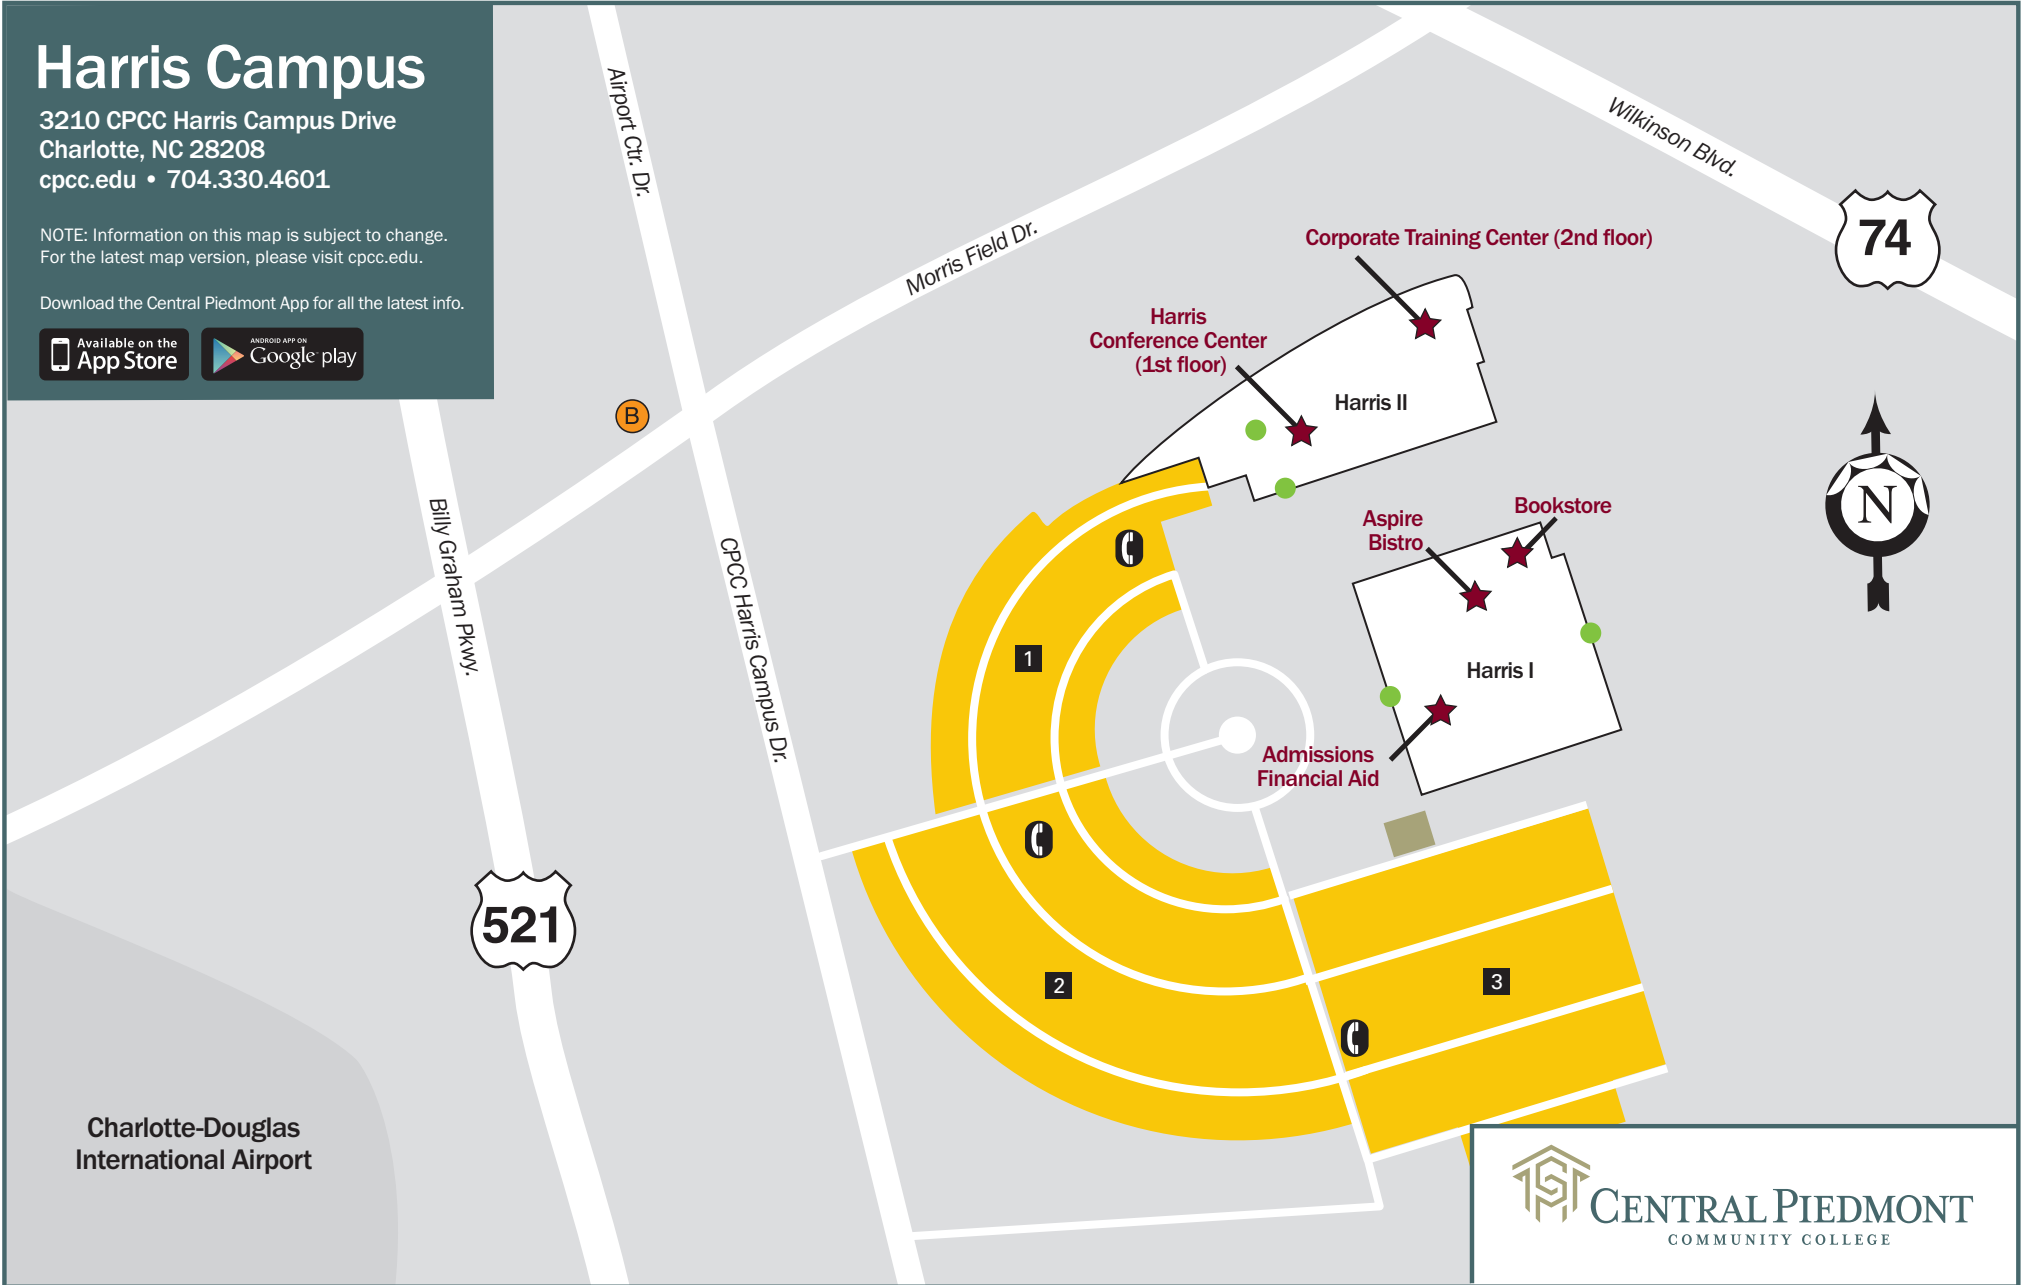 Harris Campus
3210 CPCC Harris Campus Drive
Charlotte, NC 28208
cpcc.edu • 704.330.4601
NOTE: Information on this map is subject to change.
For the latest map version, please visit cpcc.edu.
Download the Central Piedmont App for all the latest info.
Available on the
App Store
ANDROID APP ON
Google play
Airport Ctr. Dr.
Morris Field Dr.
Wilkinson Blvd.
74
Corporate Training Center (2nd floor)
Harris
Conference Center
(1st floor)
Harris II
B
N
Billy Graham Pkwy.
CPCC Harris Campus Dr.
Aspire
Bistro
Bookstore
1
Harris I
Admissions
Financial Aid
521
2
3
Charlotte-Douglas
International Airport
CENTRAL PIEDMONT
COMMUNITY COLLEGE